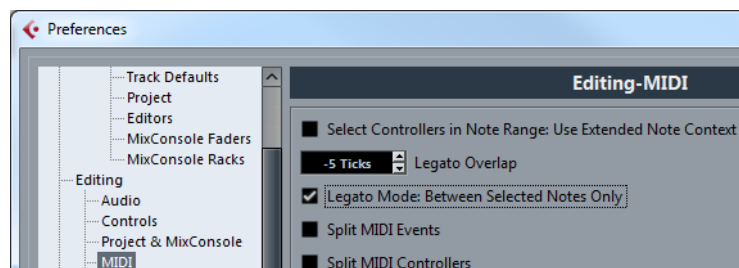 Preferences
Track Defaults
Project
Editors
MixConsole Faders
MixConsole Racks
Editing
Audio
Controls
Project & MixConsole
MIDI
Editing-MIDI
Select Controllers in Note Range: Use Extended Note Context
-5 Ticks Legato Overlap
Legato Mode: Between Selected Notes Only
Split MIDI Events
Split MIDI Controllers